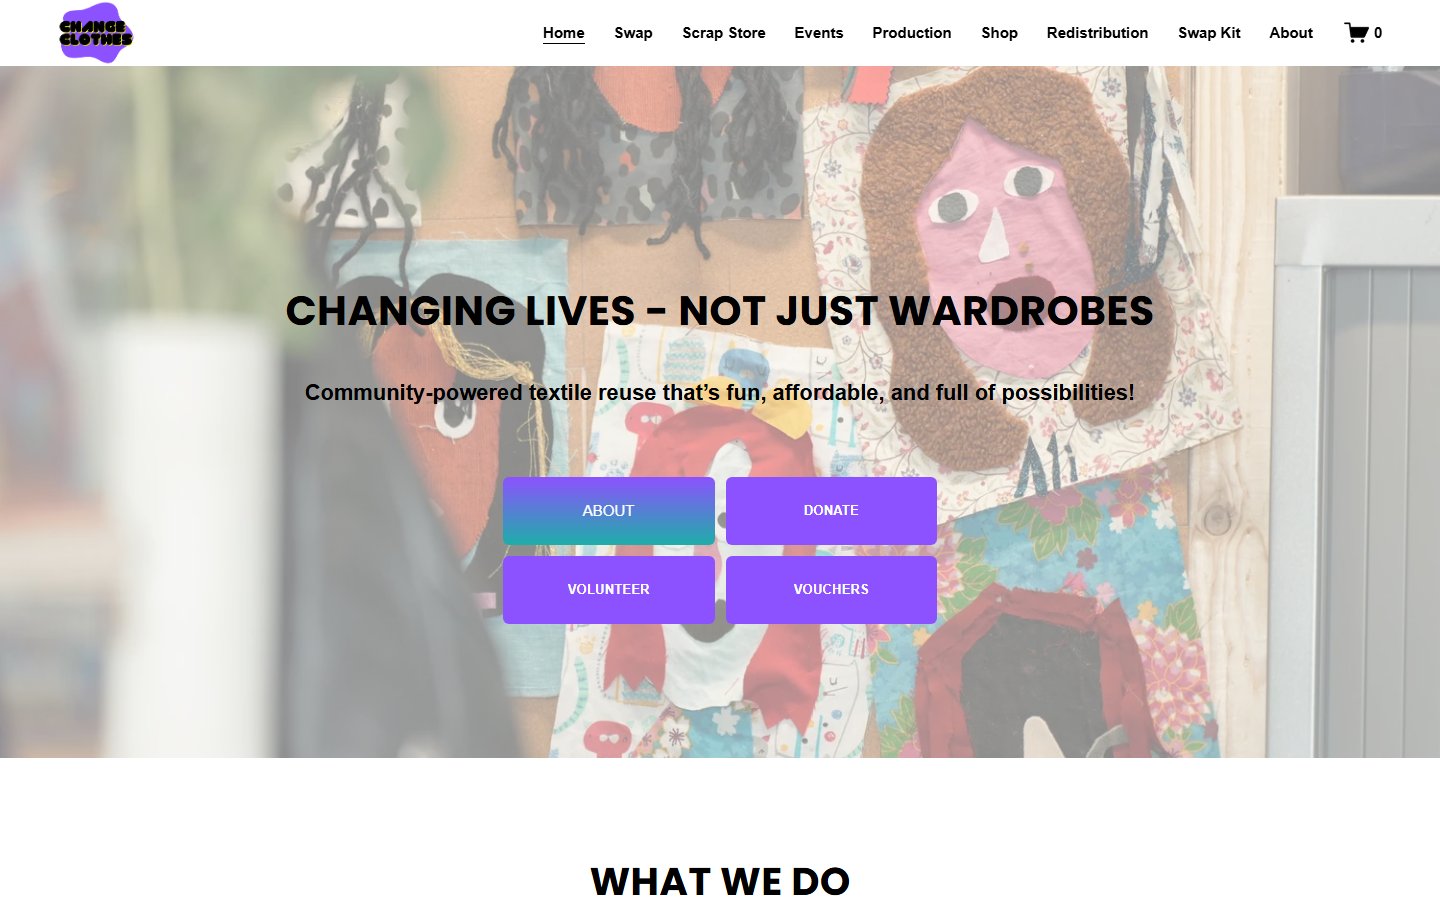 CHANGE
CLOTHES
Home
Swap
Scrap Store
Events
Production
Shop
Redistribution
Swap Kit
About
0
CHANGING LIVES - NOT JUST WARDROBES
Community-powered textile reuse that’s fun, affordable, and full of possibilities!
Ali
ABOUT
DONATE
VOLUNTEER
VOUCHERS
WHAT WE DO